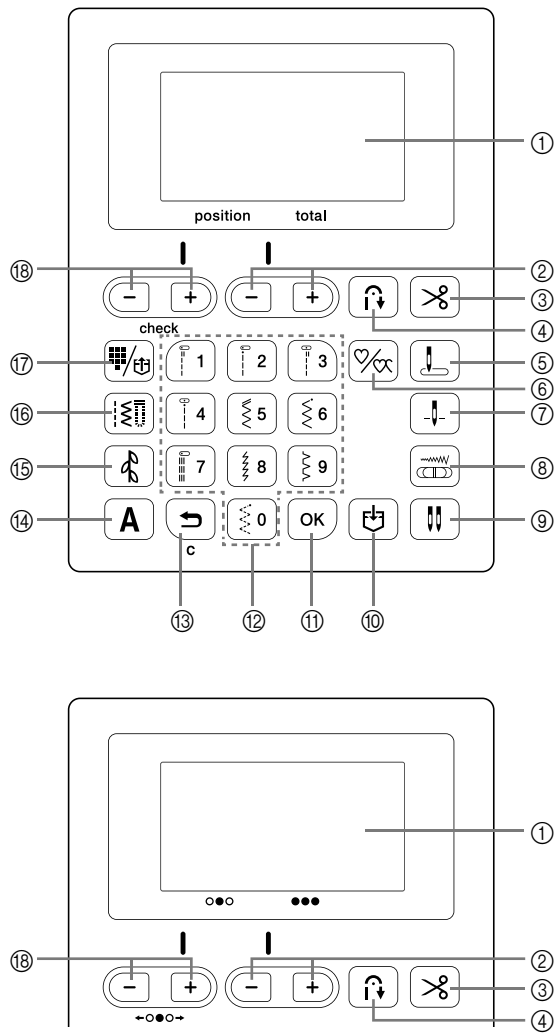 ①
position total
⑱ - + - + ②
③
④
check
⑰ 1 2 3 ⑤
⑥
⑯ 4 5 6 ⑦
⑮ 7 8 9 ⑧
⑭ A 0 OK ⑨
c
⑬ ⑫ ⑪ ⑩
①
⑱ - + - + ②
③
④